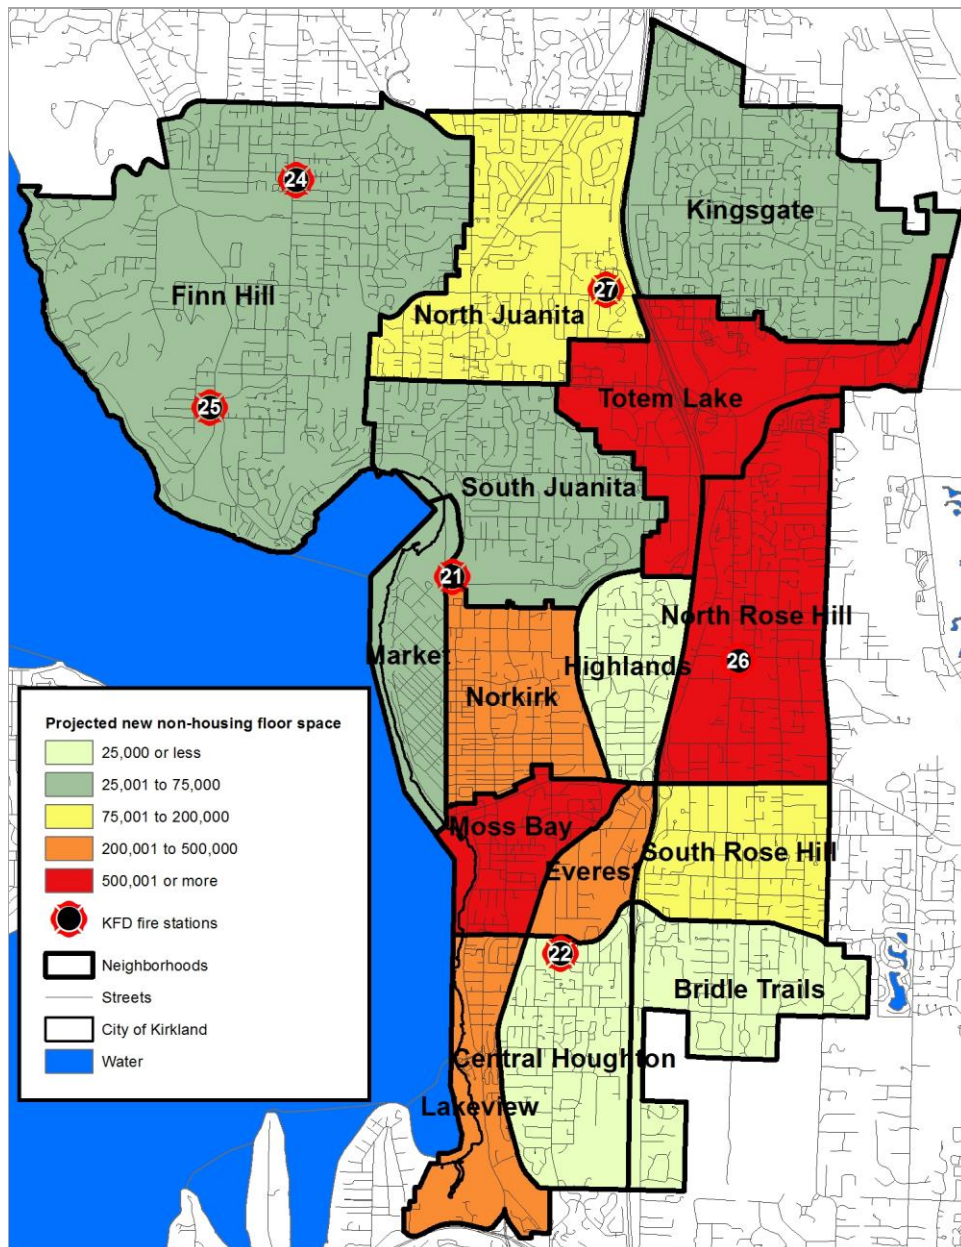 24
Kingsgate
27
Finn Hill
North Juanita
Totem Lake
25
South Juanita
21
North Rose Hill
Market
Highlands
26
Norkirk
Projected new non-housing floor space
25,000 or less
25,001 to 75,000
75,001 to 200,000
200,001 to 500,000
500,001 or more
KFD fire stations
Neighborhoods
Streets
City of Kirkland
Water
Moss Bay
South Rose Hill
Everest
22
Bridle Trails
Central Houghton
Lakeview